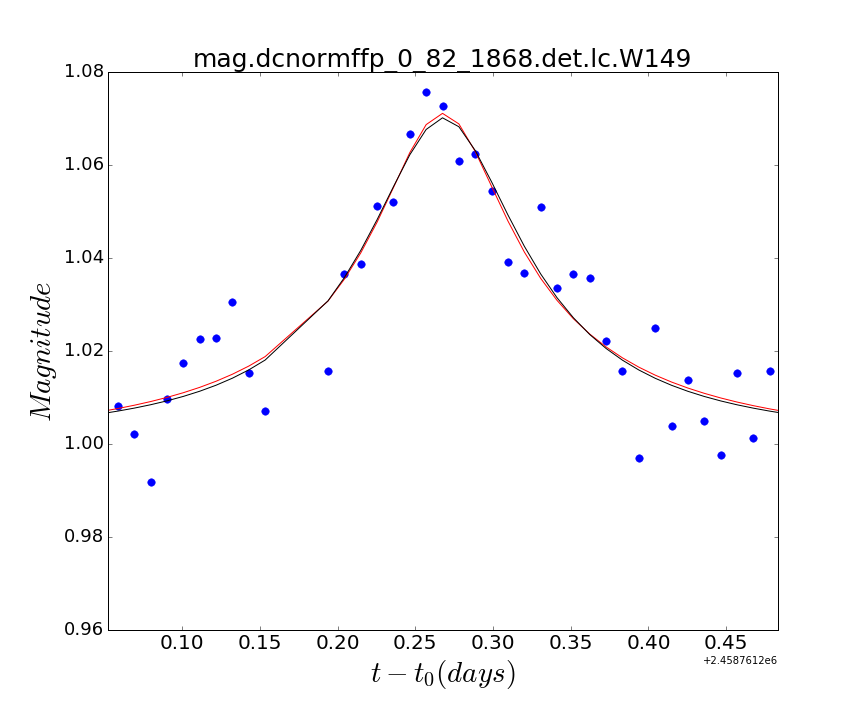 mag.dcnormffp_0_82_1868.det.lc.W149
1.08
1.06
1.04
1.02
1.00
0.98
0.96
Magnitude
0.10 0.15 0.20 0.25 0.30 0.35 0.40 0.45
+2.4587612e6
t − t₀(days)